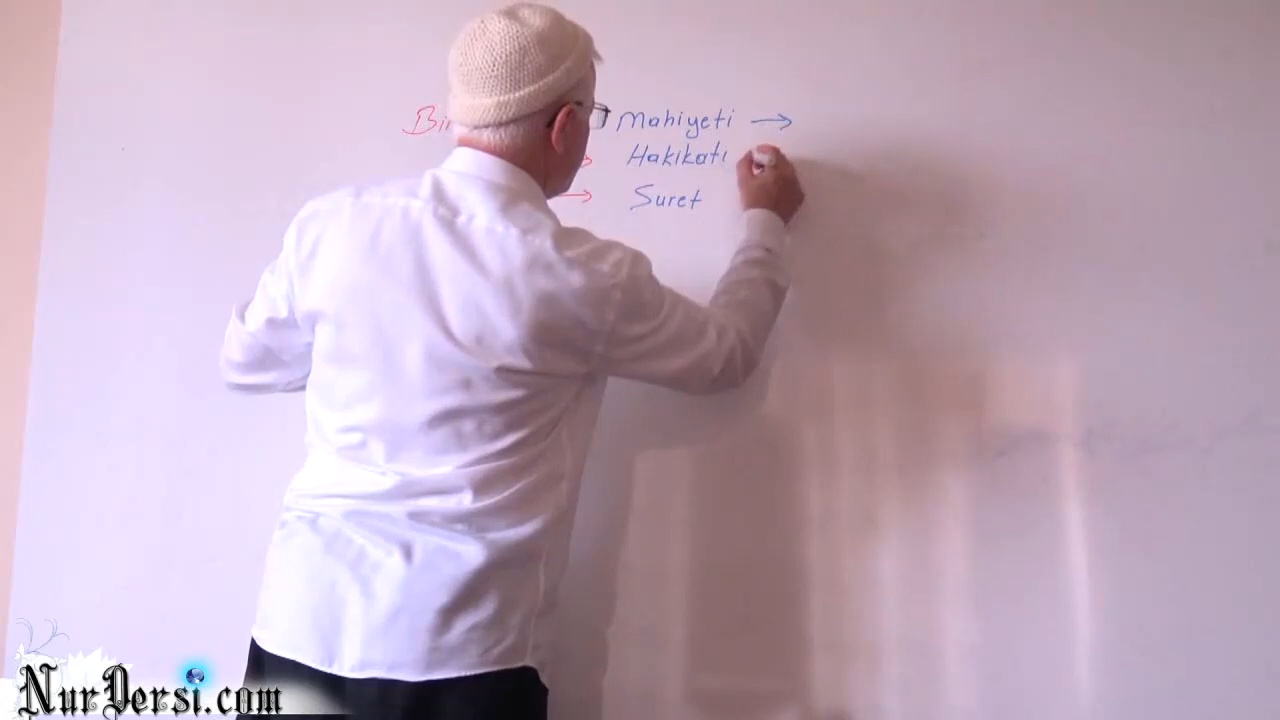 Mahiyeti →
Hakikatı
→ Suret
NurDersi.com